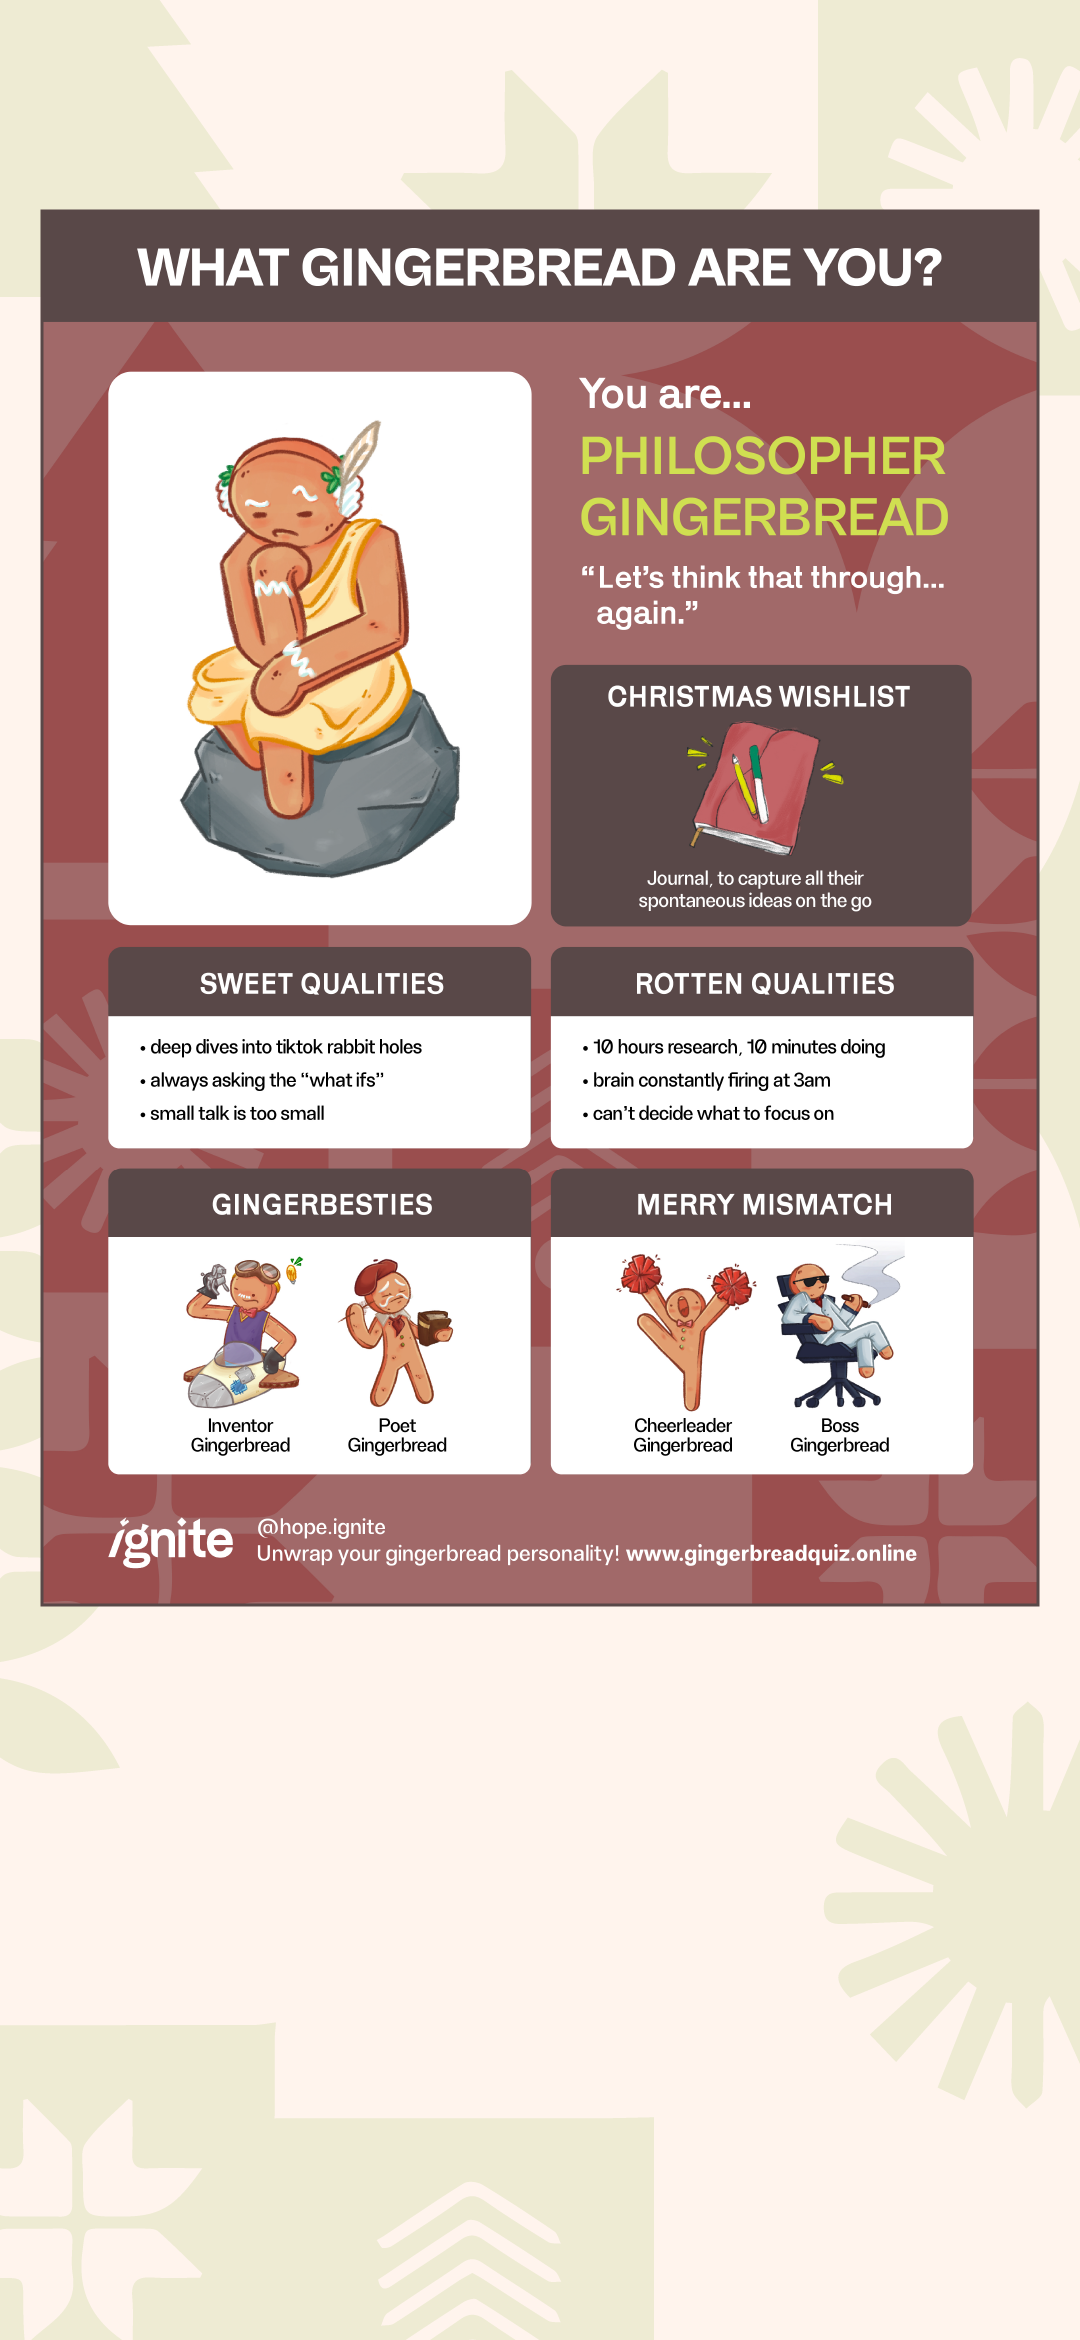 WHAT GINGERBREAD ARE YOU?
You are...
PHILOSOPHER
GINGERBREAD
“Let’s think that through...
again.”
CHRISTMAS WISHLIST
Journal, to capture all their
spontaneous ideas on the go
SWEET QUALITIES
• deep dives into tiktok rabbit holes
• always asking the “what ifs”
• small talk is too small
ROTTEN QUALITIES
• 10 hours research, 10 minutes doing
• brain constantly firing at 3am
• can’t decide what to focus on
GINGERBESTIES
Inventor
Gingerbread
Poet
Gingerbread
MERRY MISMATCH
Cheerleader
Gingerbread
Boss
Gingerbread
ignite
@hope.ignite
Unwrap your gingerbread personality! www.gingerbreadquiz.online